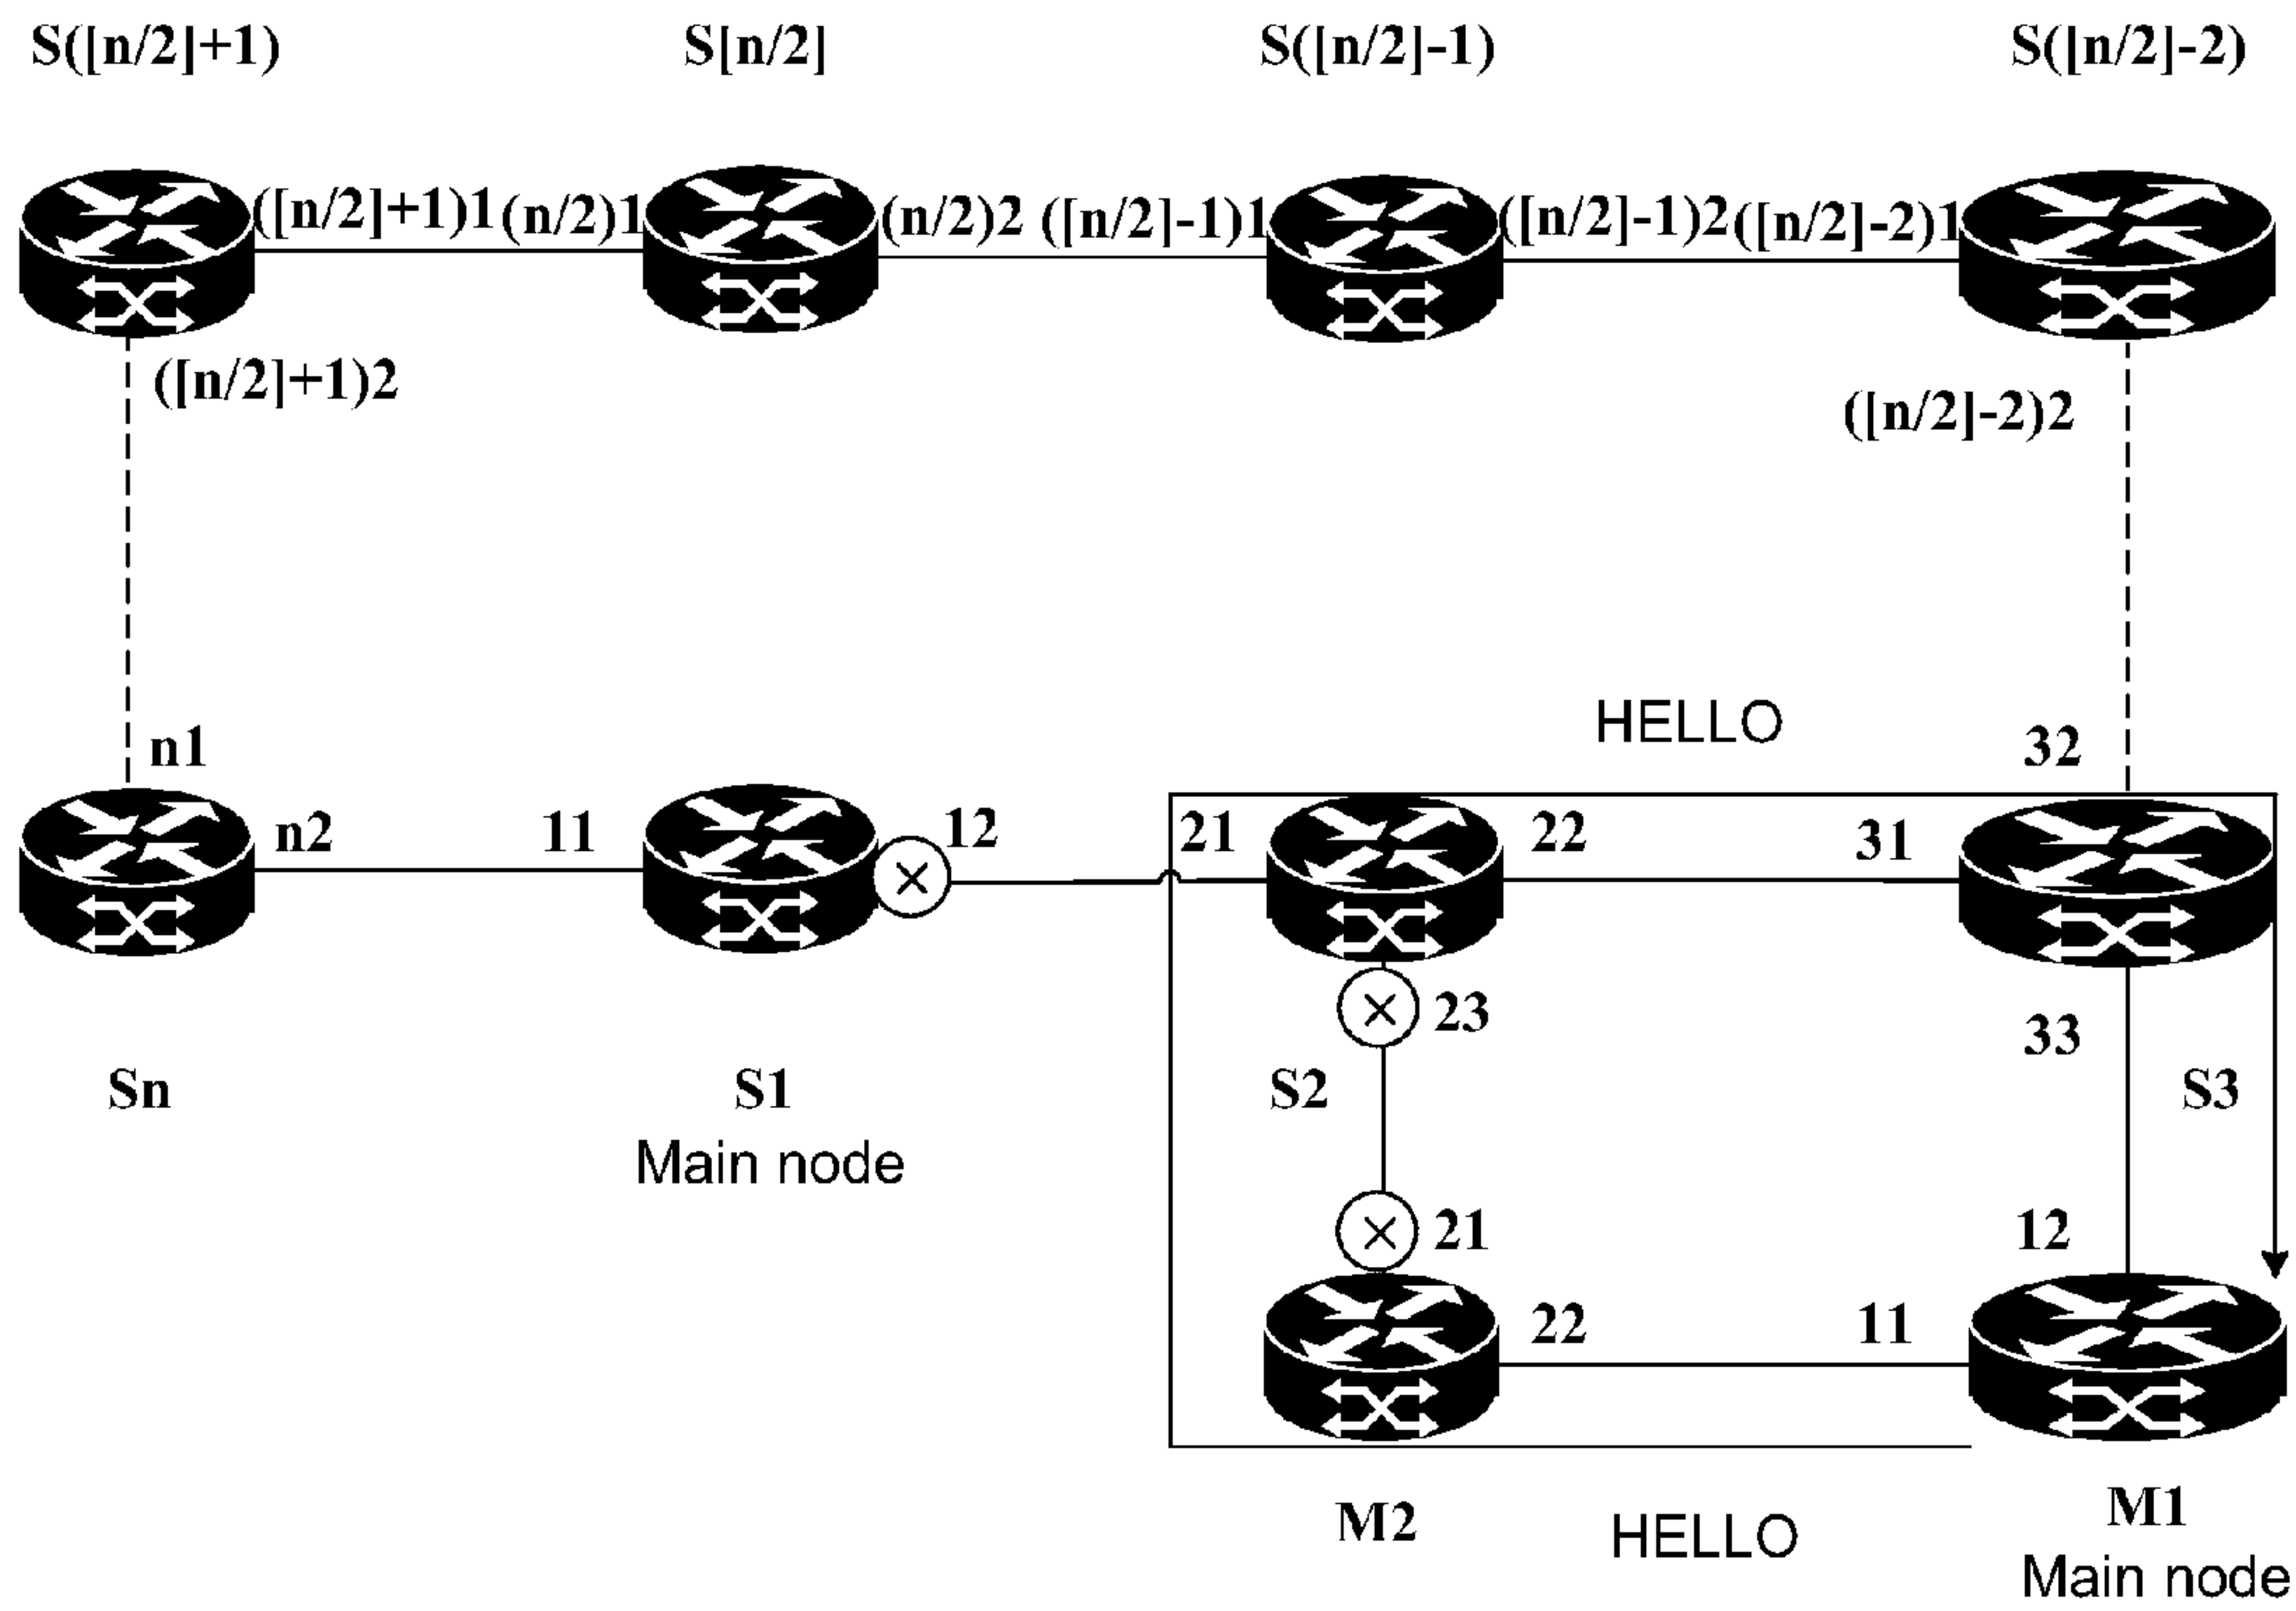 S([n/2]+1) S[n/2] S([n/2]-1) S([n/2]-2)
([n/2]+1)1 (n/2)1 (n/2)2 ([n/2]-1)1 ([n/2]-1)2 ([n/2]-2)1
([n/2]+1)2 ([n/2]-2)2
HELLO
n1 32
n2 11 12 21 22 31
23 33
Sn S1 S2 S3
Main node
21 12
22 11
M2 HELLO M1
Main node